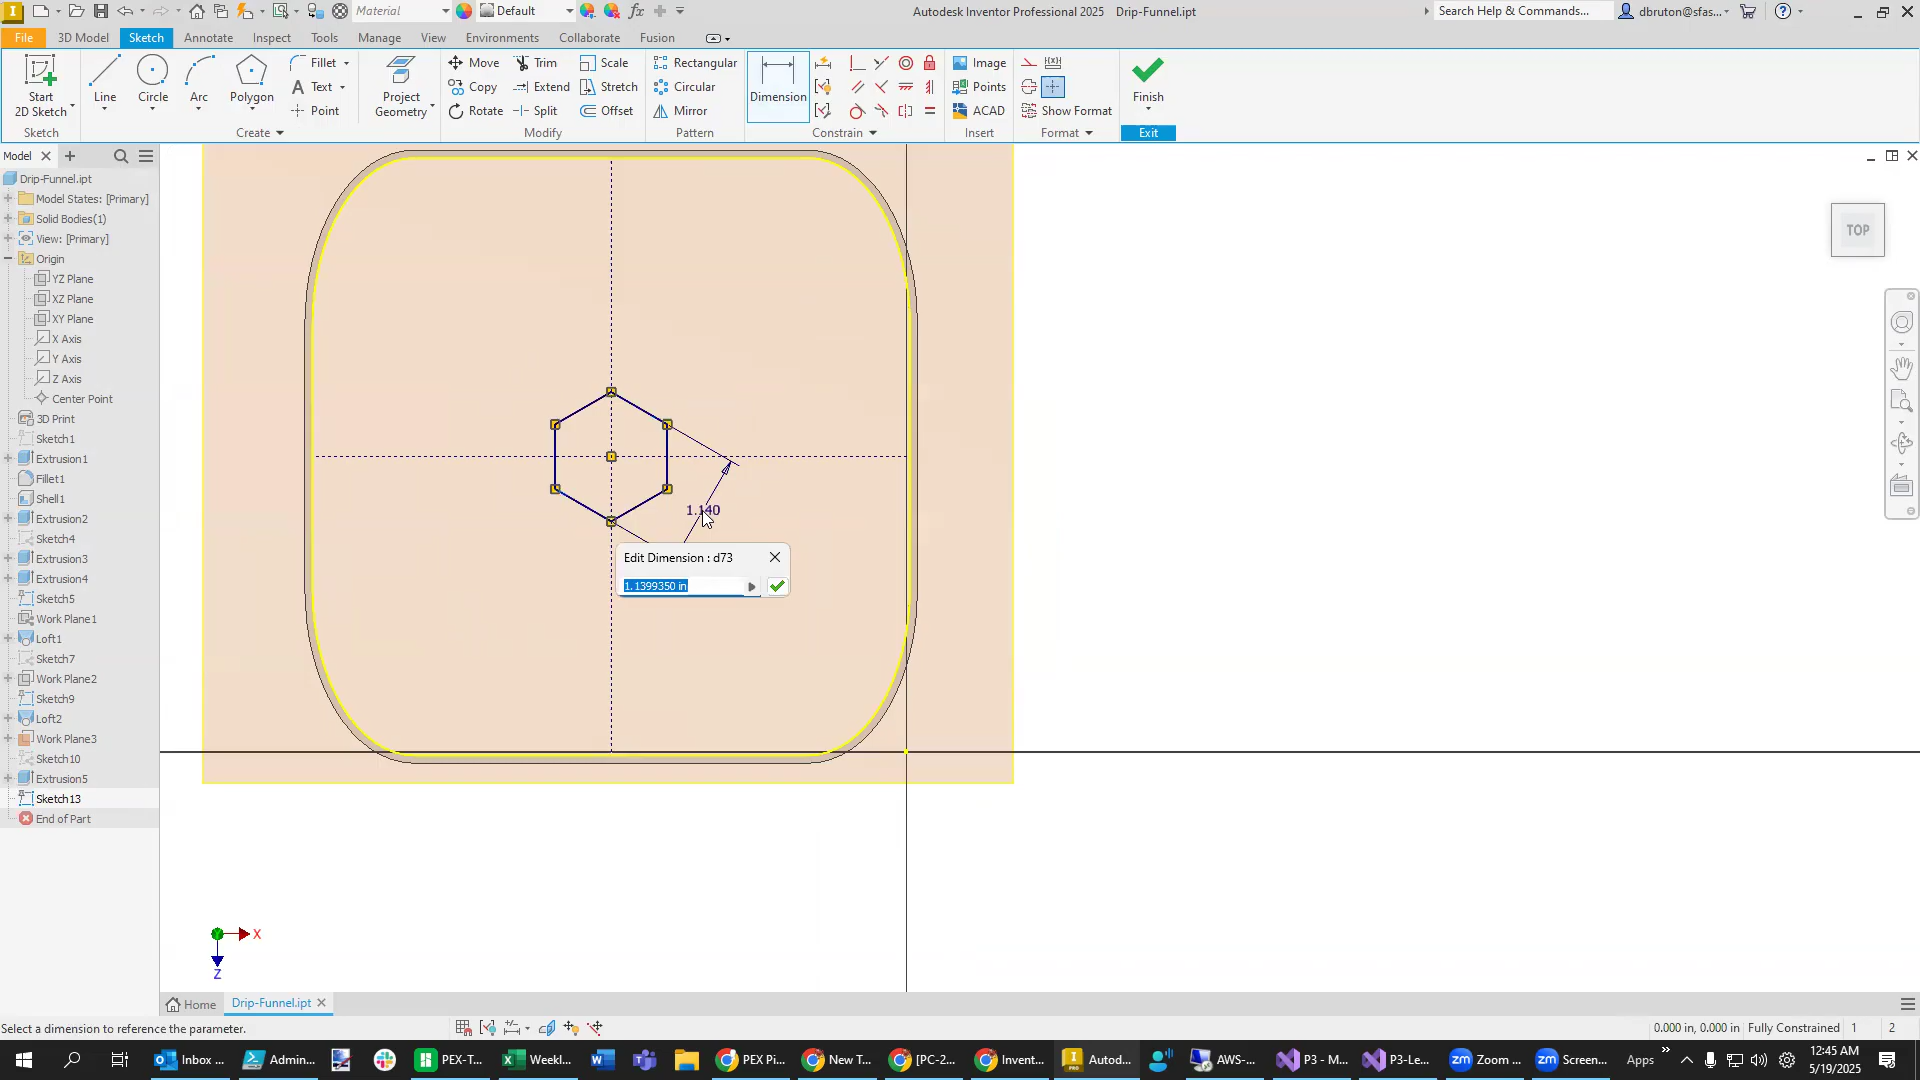 Material
Default
Autodesk Inventor Professional 2025 Drip-Funnel.ipt
Search Help & Commands...
dbruton@sfas...
File
3D Model
Sketch
Annotate
Inspect
Tools
Manage
View
Environments
Collaborate
Fusion
Start
2D Sketch
Line
Circle
Arc
Polygon
Fillet
Text
Point
Project
Geometry
Move
Trim
Scale
Copy
Extend
Stretch
Rotate
Split
Offset
Rectangular
Circular
Mirror
Dimension
Image
Points
ACAD
Show Format
Finish
Sketch
Create
Modify
Pattern
Constrain
Insert
Format
Exit
Model
Drip-Funnel.ipt
Model States: [Primary]
Solid Bodies(1)
View: [Primary]
Origin
YZ Plane
XZ Plane
XY Plane
X Axis
Y Axis
Z Axis
Center Point
3D Print
Sketch1
Extrusion1
Fillet1
Shell1
Extrusion2
Sketch4
Extrusion3
Extrusion4
Sketch5
Work Plane1
Loft1
Sketch7
Work Plane2
Sketch9
Loft2
Work Plane3
Sketch10
Extrusion5
Sketch13
End of Part
TOP
1.140
Edit Dimension : d73
1.1399350 in
X
Z
Home
Drip-Funnel.ipt
Select a dimension to reference the parameter.
0.000 in, 0.000 in Fully Constrained 1 2
Inbox ...
Admin...
PEX-T...
Weekl...
PEX Pi...
New T...
[PC-2...
Invent...
Autod...
AWS-...
P3 - M...
P3-Le...
Zoom ...
Screen...
Apps
12:45 AM
5/19/2025